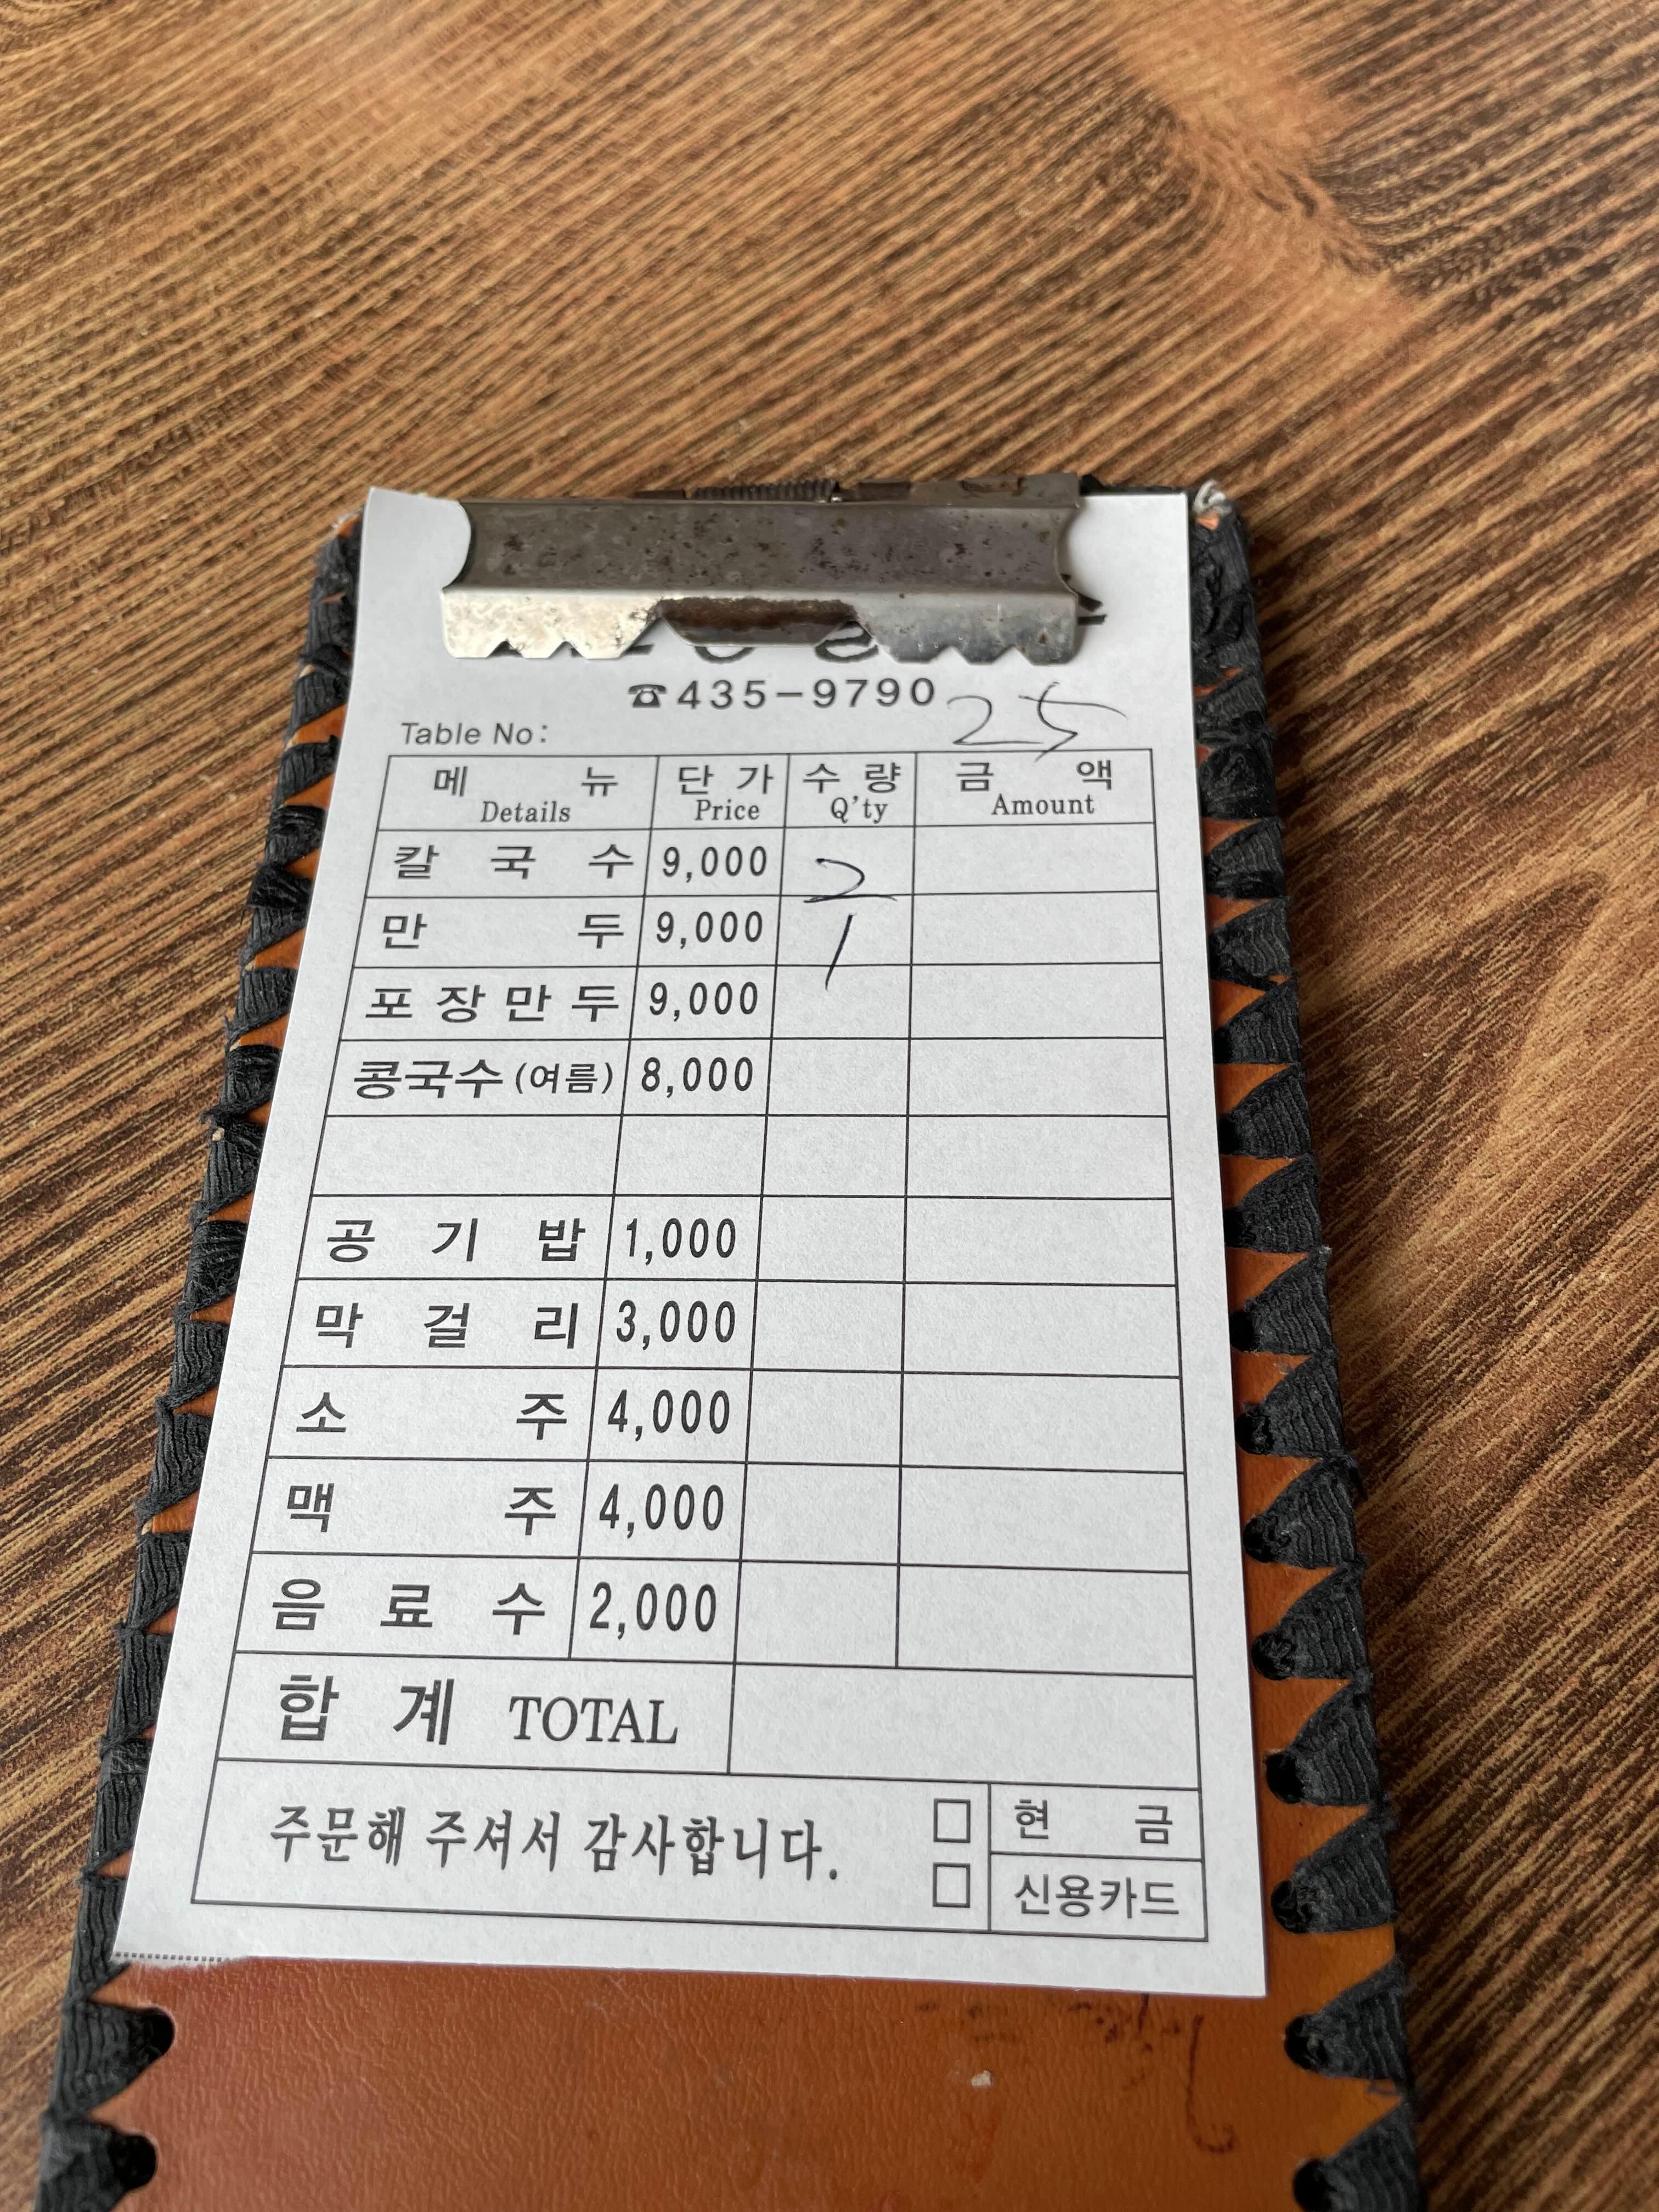 ☎435-9790
Table No: 25
메뉴 단가 수량 금액
Details Price Q'ty Amount
칼국수 9,000 2
만두 9,000 1
포장만두 9,000
콩국수(여름) 8,000
공기밥 1,000
막걸리 3,000
소주 4,000
맥주 4,000
음료수 2,000
합계 TOTAL
주문해 주셔서 감사합니다.
□ 현금
□ 신용카드